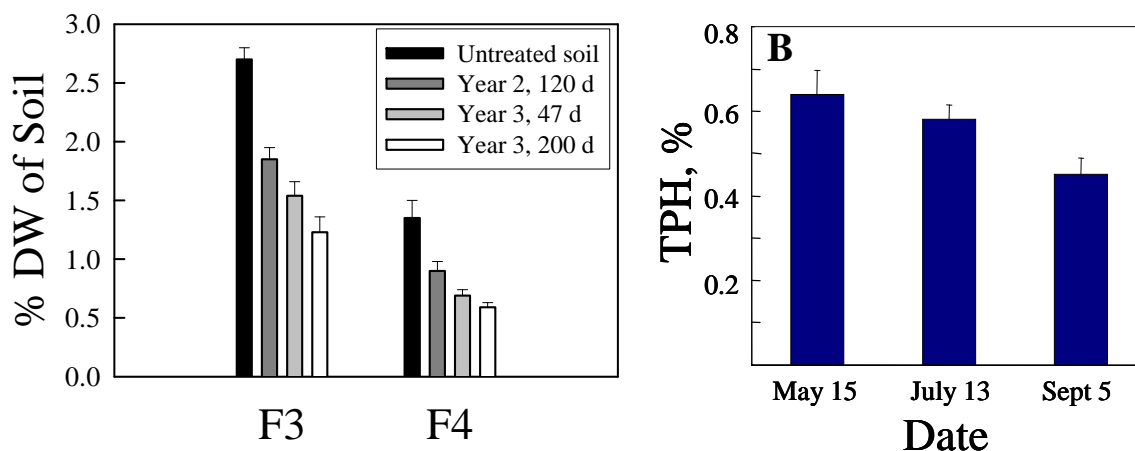 % DW of Soil
3.0
2.5
2.0
1.5
1.0
0.5
0.0
Untreated soil
Year 2, 120 d
Year 3, 47 d
Year 3, 200 d
F3
F4
B
TPH, %
0.8
0.6
0.4
0.2
May 15
July 13
Sept 5
Date